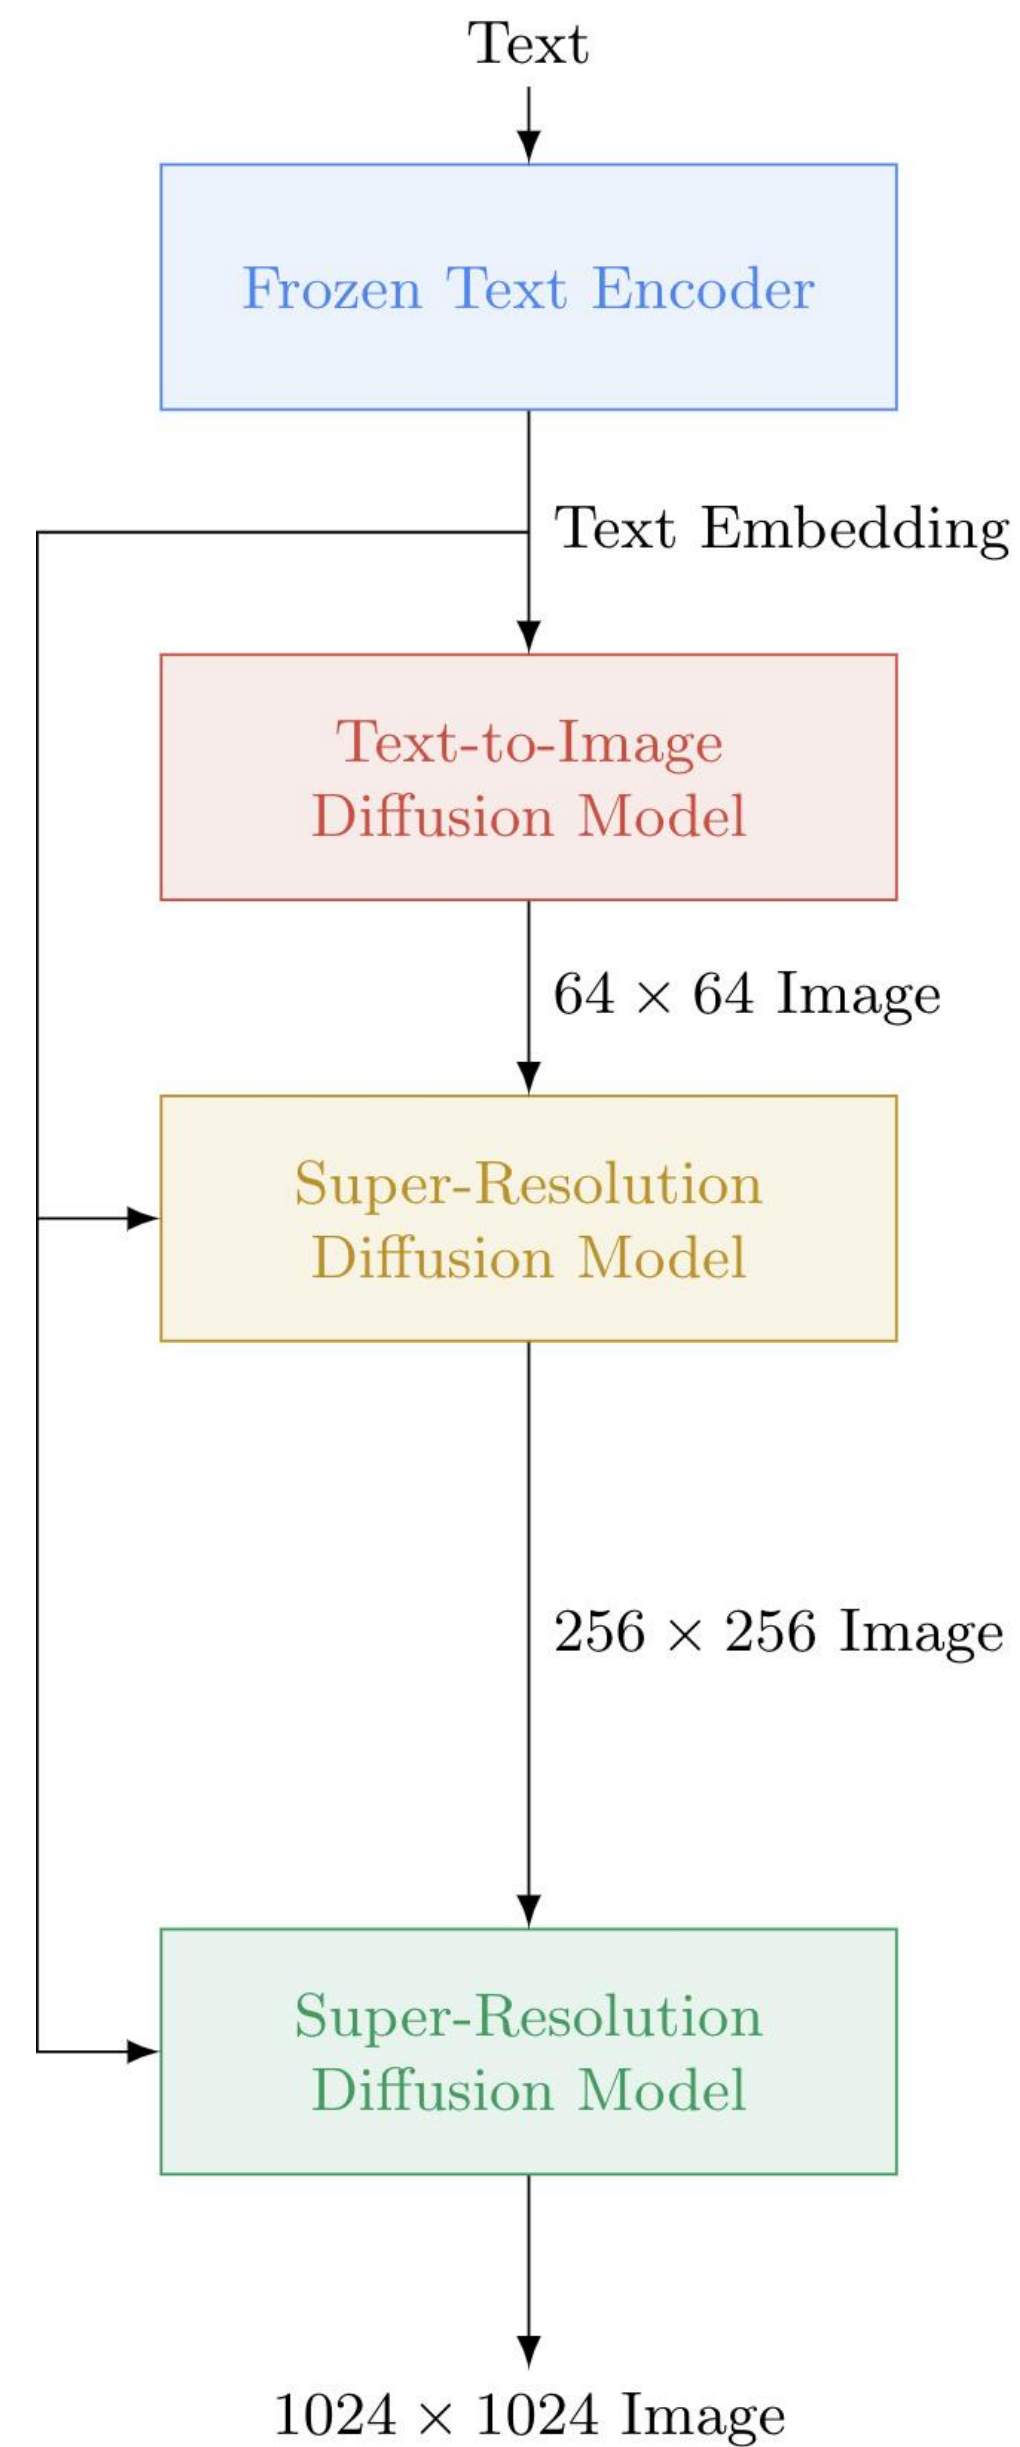 Text
Frozen Text Encoder
Text Embedding
Text-to-Image
Diffusion Model
64 × 64 Image
Super-Resolution
Diffusion Model
256 × 256 Image
Super-Resolution
Diffusion Model
1024 × 1024 Image